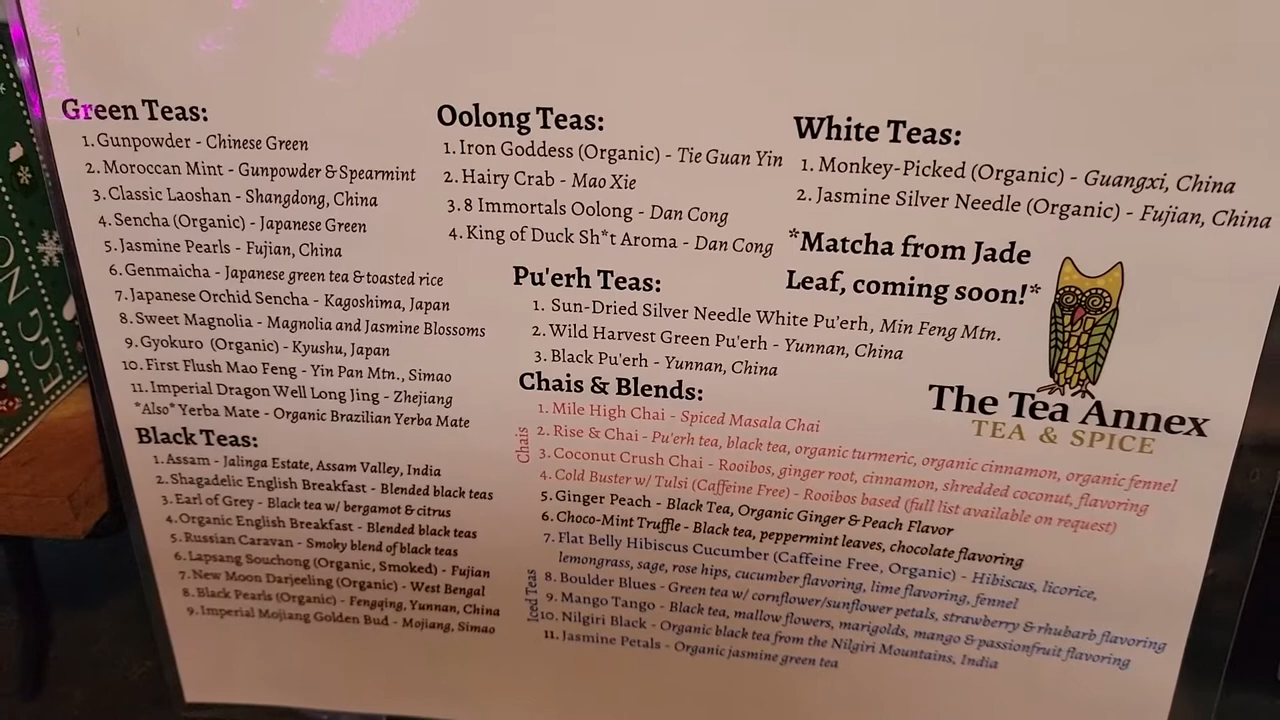 Green Teas:
1. Gunpowder - Chinese Green
2. Moroccan Mint - Gunpowder & Spearmint
3. Classic Laoshan - Shangdong, China
4. Sencha (Organic) - Japanese Green
5. Jasmine Pearls - Fujian, China
6. Genmaicha - Japanese green tea & toasted rice
7. Japanese Orchid Sencha - Kagoshima, Japan
8. Sweet Magnolia - Magnolia and Jasmine Blossoms
9. Gyokuro (Organic) - Kyushu, Japan
10. First Flush Mao Feng - Yin Pan Mtn., Simao
11. Imperial Dragon Well Long Jing - Zhejiang
*Also* Yerba Mate - Organic Brazilian Yerba Mate
Black Teas:
1. Assam - Jalinga Estate, Assam Valley, India
2. Shagadelic English Breakfast - Blended black teas
3. Earl of Grey - Black tea w/ bergamot & citrus
4. Organic English Breakfast - Blended black teas
5. Russian Caravan - Smoky blend of black teas
6. Lapsang Souchong (Organic, Smoked) - Fujian
7. New Moon Darjeeling (Organic) - West Bengal
8. Black Pearls (Organic) - Fengqing, Yunnan, China
9. Imperial Mojiang Golden Bud - Mojiang, Simao
Oolong Teas:
1. Iron Goddess (Organic) - Tie Guan Yin
2. Hairy Crab - Mao Xie
3. 8 Immortals Oolong - Dan Cong
4. King of Duck Sh*t Aroma - Dan Cong
Pu'erh Teas:
1. Sun-Dried Silver Needle White Pu'erh, Min Feng Mtn.
2. Wild Harvest Green Pu'erh - Yunnan, China
3. Black Pu'erh - Yunnan, China
Chais & Blends:
Chais
1. Mile High Chai - Spiced Masala Chai
2. Rise & Chai - Pu'erh tea, black tea, organic turmeric, organic cinnamon, organic fennel
3. Coconut Crush Chai - Rooibos, ginger root, cinnamon, shredded coconut, flavoring
4. Cold Buster w/ Tulsi (Caffeine Free) - Rooibos based (full list available on request)
5. Ginger Peach - Black Tea, Organic Ginger & Peach Flavor
6. Choco-Mint Truffle - Black tea, peppermint leaves, chocolate flavoring
Iced Teas
7. Flat Belly Hibiscus Cucumber (Caffeine Free, Organic) - Hibiscus, licorice,
lemongrass, sage, rose hips, cucumber flavoring, lime flavoring, fennel
8. Boulder Blues - Green tea w/ cornflower/sunflower petals, strawberry & rhubarb flavoring
9. Mango Tango - Black tea, mallow flowers, marigolds, mango & passionfruit flavoring
10. Nilgiri Black - Organic black tea from the Nilgiri Mountains, India
11. Jasmine Petals - Organic jasmine green tea
White Teas:
1. Monkey-Picked (Organic) - Guangxi, China
2. Jasmine Silver Needle (Organic) - Fujian, China
*Matcha from Jade
Leaf, coming soon!*
The Tea Annex
TEA & SPICE
EGG NO